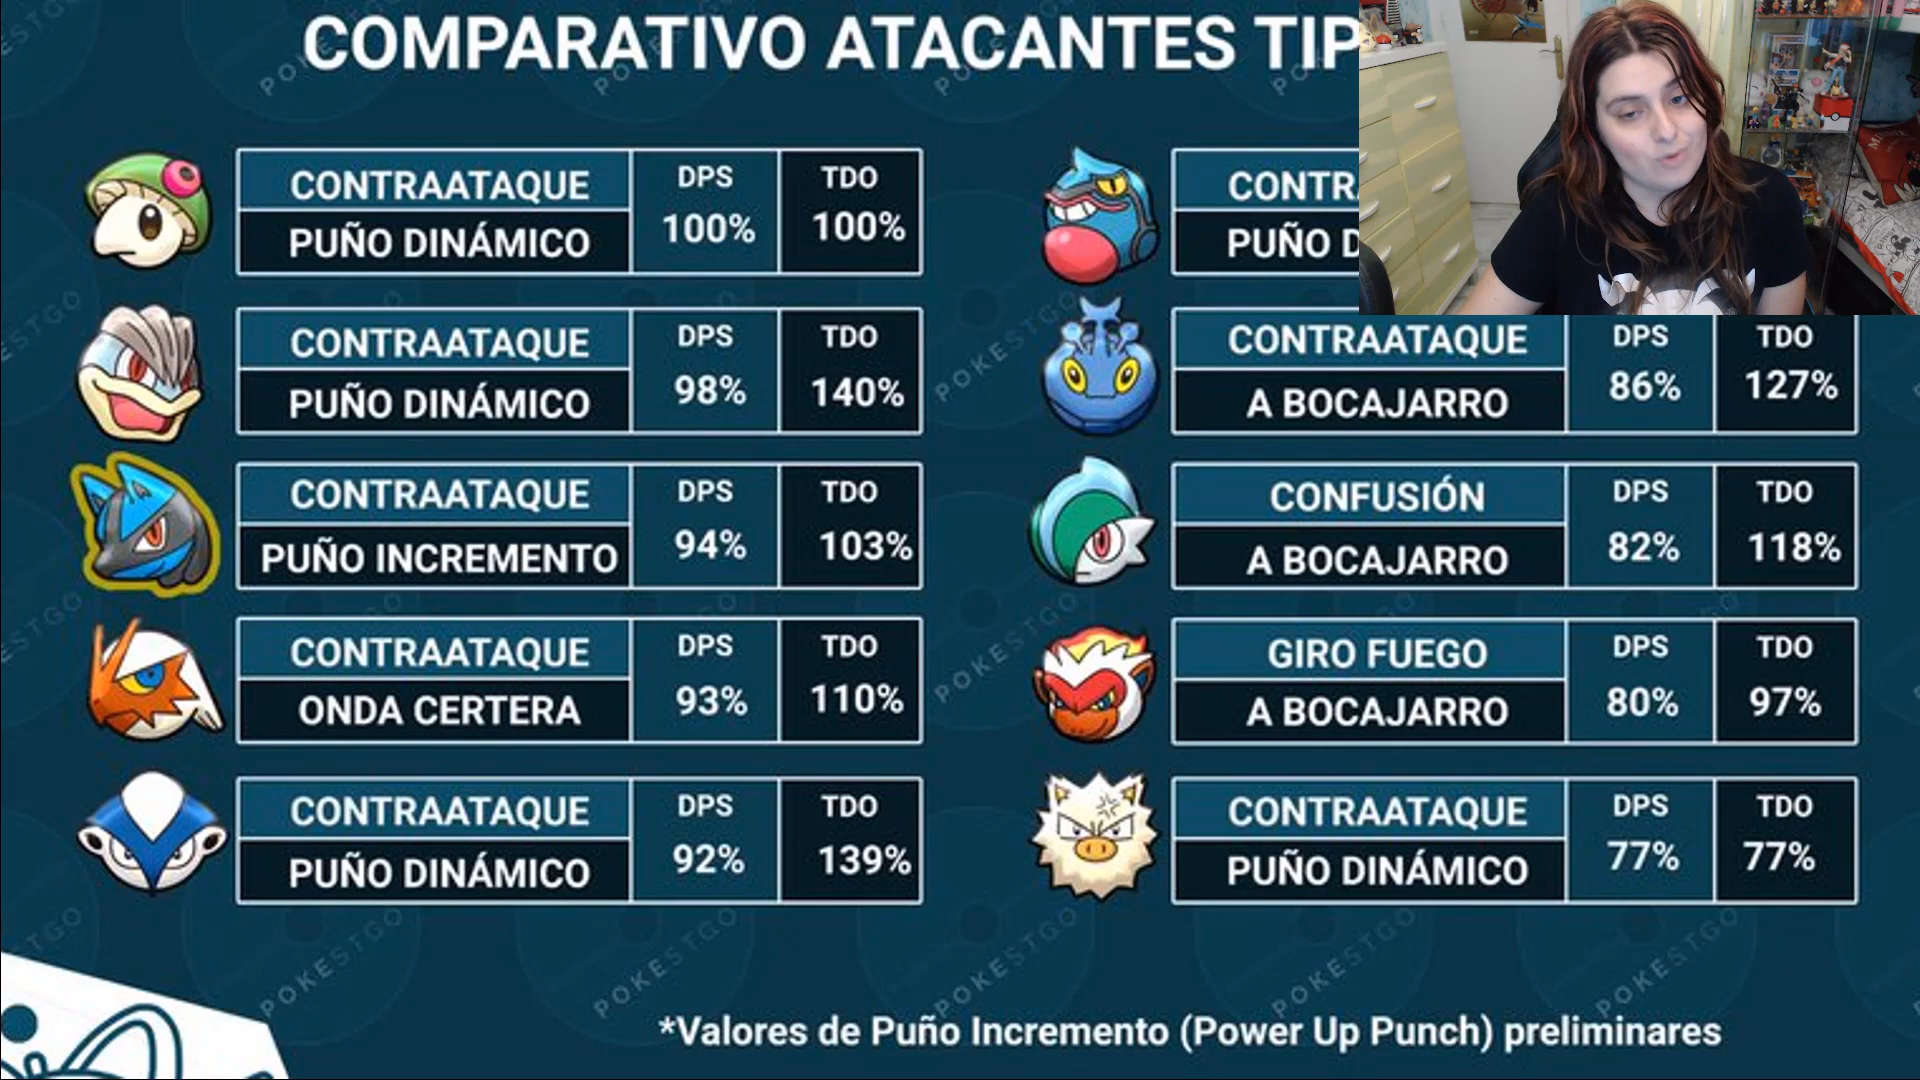 COMPARATIVO ATACANTES TIP
CONTRAATAQUE
PUÑO DINÁMICO
DPS
100%
TDO
100%
CONTRAATAQUE
PUÑO DINÁMICO
DPS
98%
TDO
140%
CONTRAATAQUE
PUÑO INCREMENTO
DPS
94%
TDO
103%
CONTRAATAQUE
ONDA CERTERA
DPS
93%
TDO
110%
CONTRAATAQUE
PUÑO DINÁMICO
DPS
92%
TDO
139%
CONTRA
PUÑO D
CONTRAATAQUE
A BOCAJARRO
DPS
86%
TDO
127%
CONFUSIÓN
A BOCAJARRO
DPS
82%
TDO
118%
GIRO FUEGO
A BOCAJARRO
DPS
80%
TDO
97%
CONTRAATAQUE
PUÑO DINÁMICO
DPS
77%
TDO
77%
*Valores de Puño Incremento (Power Up Punch) preliminares
POKESTGO